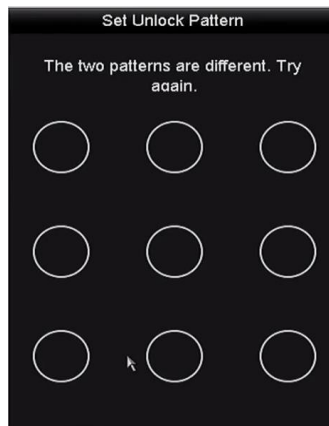 Set Unlock Pattern
The two patterns are different. Try
again.